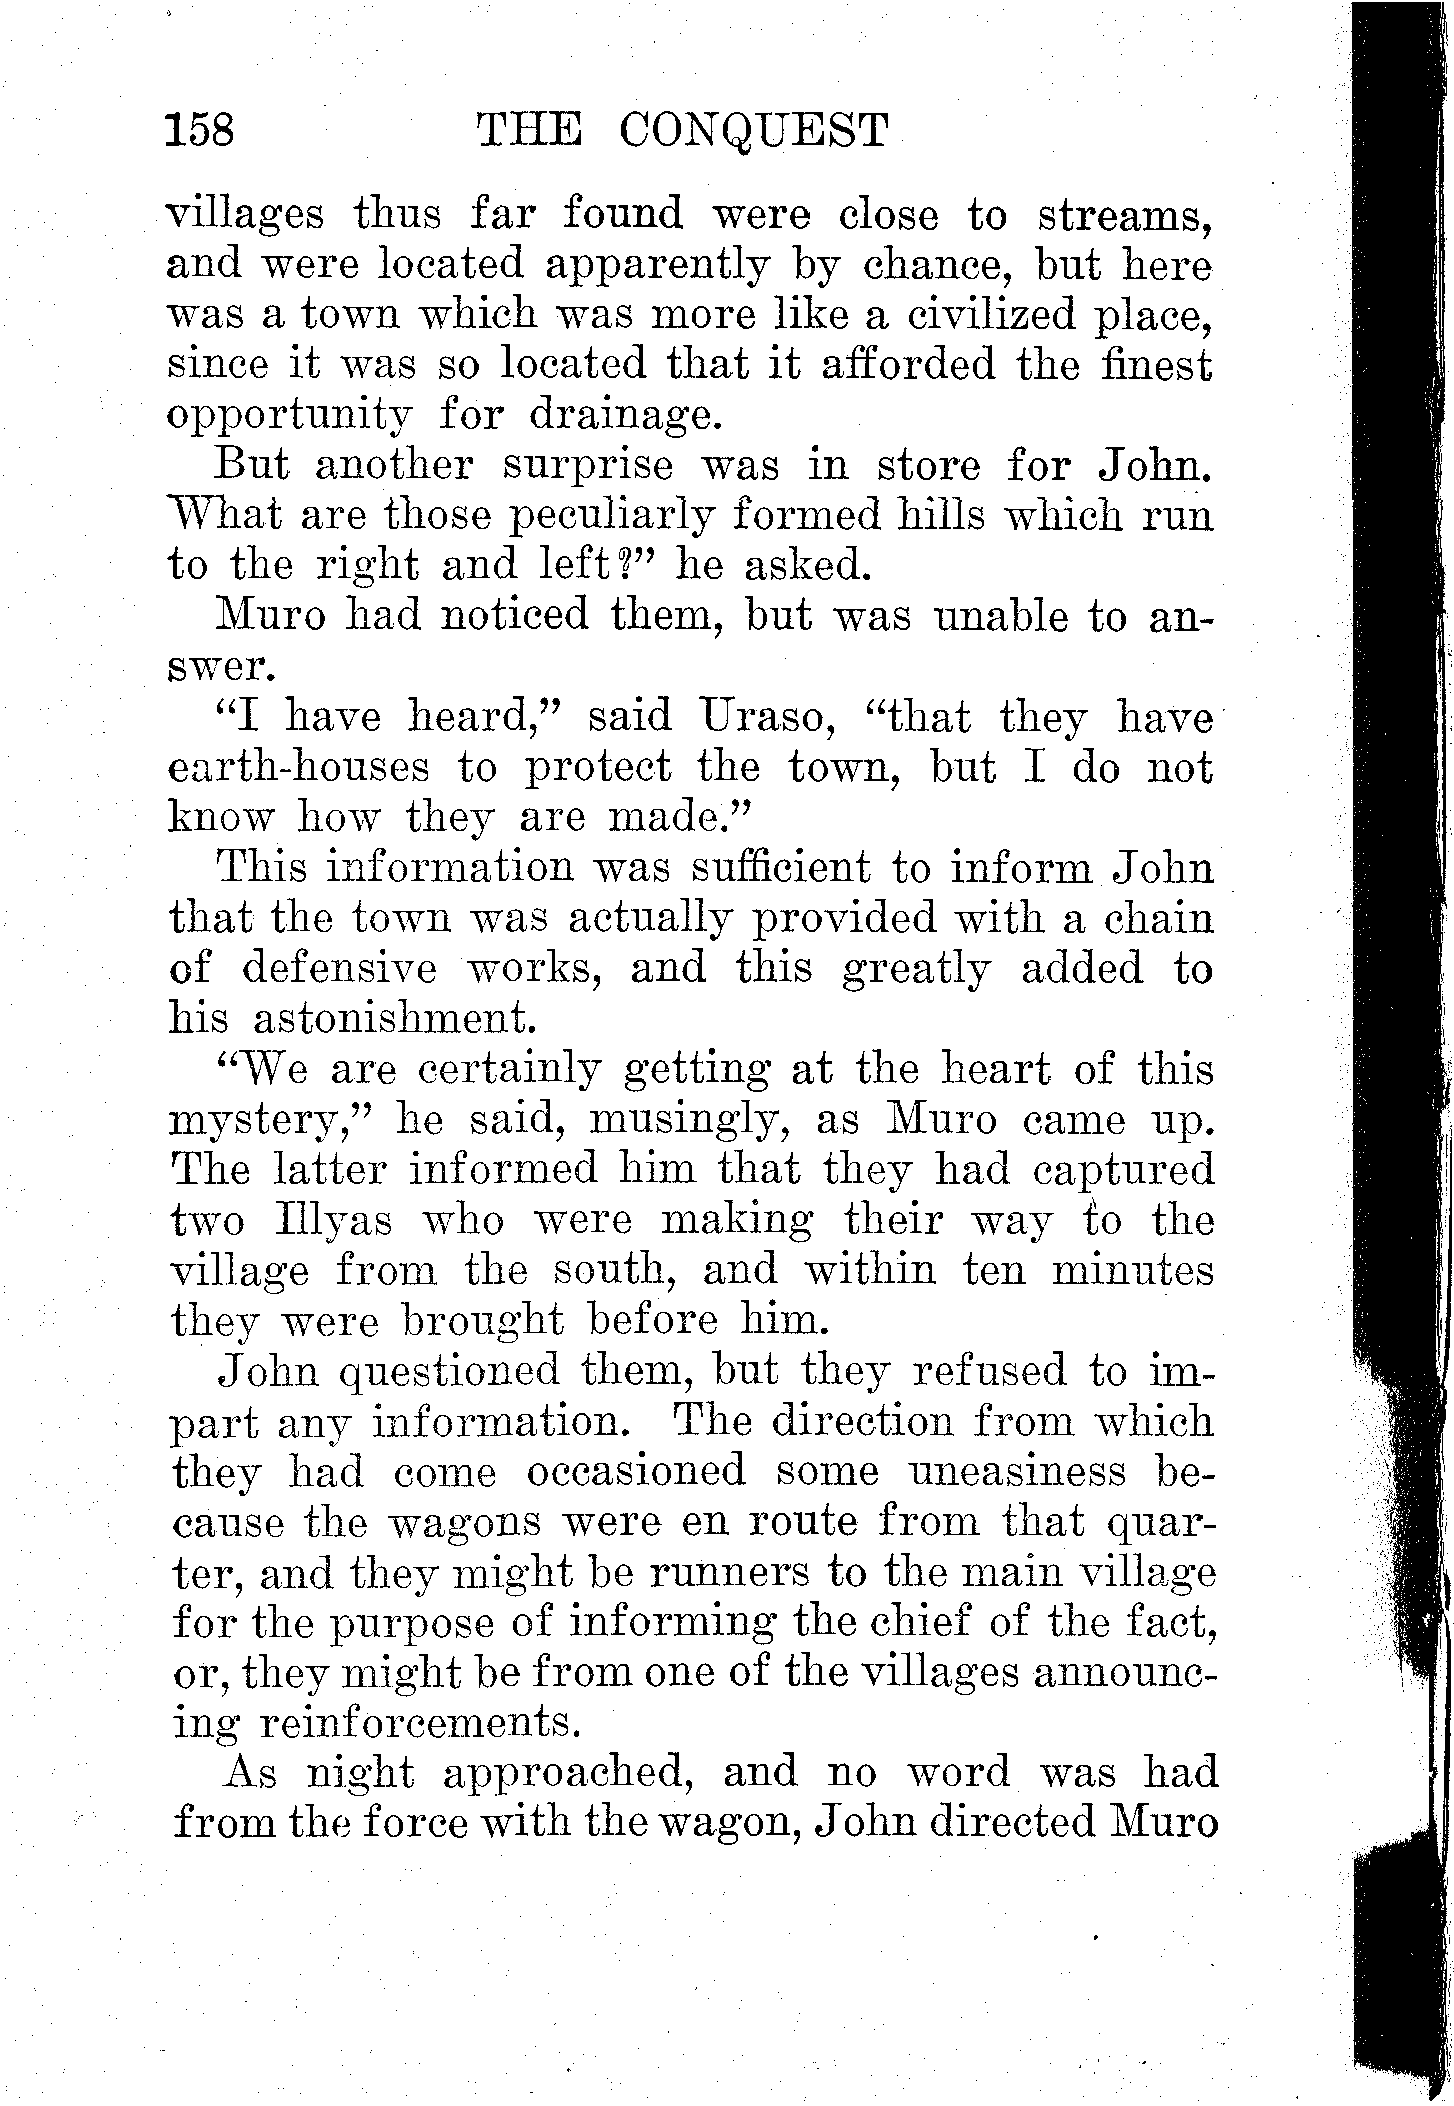 158 THE CONQUEST
villages thus far found were close to streams,
and were located apparently by chance, but here
was a town which was more like a civilized place,
since it was so located that it afforded the finest
opportunity for drainage.
But another surprise was in store for John.
What are those peculiarly formed hills which run
to the right and left?” he asked.
Muro had noticed them, but was unable to an-
swer.
“I have heard,” said Uraso, “that they have
earth-houses to protect the town, but I do not
know how they are made.”
This information was sufficient to inform John
that the town was actually provided with a chain
of defensive works, and this greatly added to
his astonishment.
“We are certainly getting at the heart of this
mystery,” he said, musingly, as Muro came up.
The latter informed him that they had captured
two Illyas who were making their way to the
village from the south, and within ten minutes
they were brought before him.
John questioned them, but they refused to im-
part any information. The direction from which
they had come occasioned some uneasiness be-
cause the wagons were en route from that quar-
ter, and they might be runners to the main village
for the purpose of informing the chief of the fact,
or, they might be from one of the villages announc-
ing reinforcements.
As night approached, and no word was had
from the force with the wagon, John directed Muro